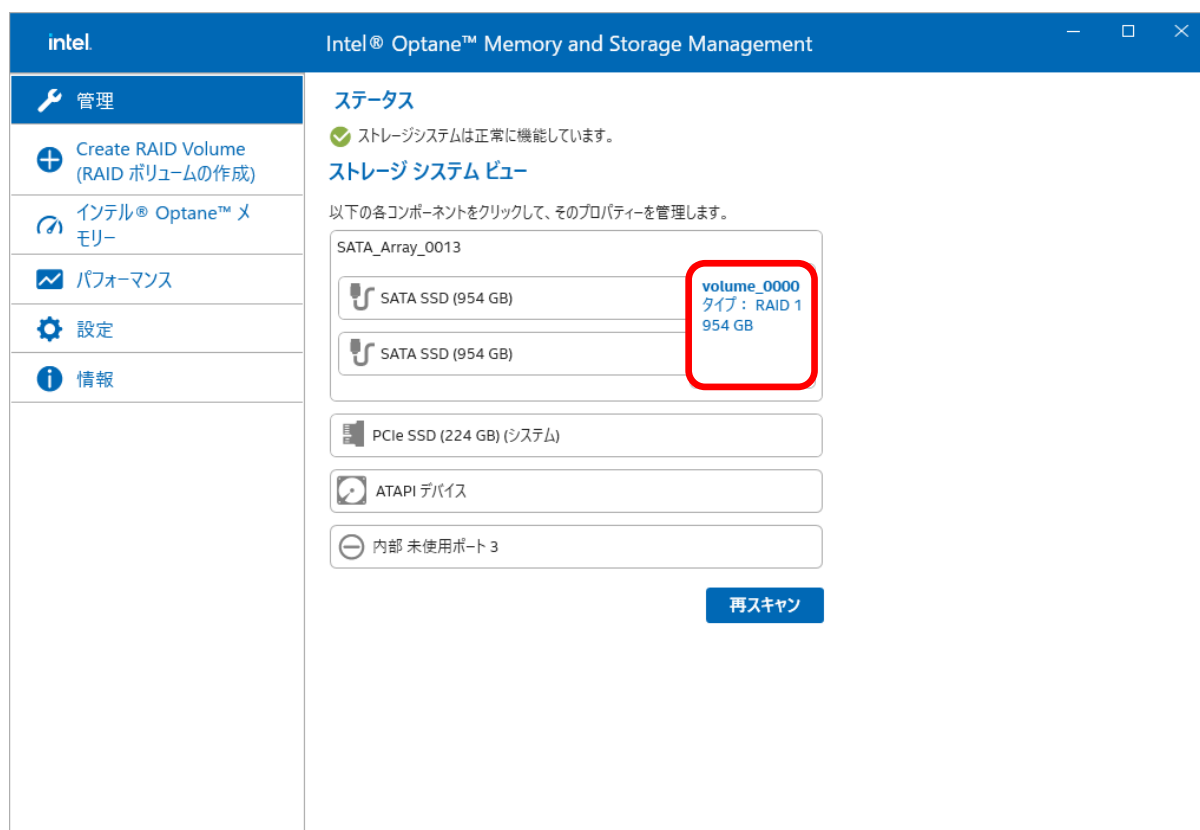 intel.
Intel® Optane™ Memory and Storage Management
管理
Create RAID Volume
(RAID ボリュームの作成)
インテル® Optane™ メ
モリー
パフォーマンス
設定
情報
ステータス
ストレージシステムは正常に機能しています。
ストレージ システム ビュー
以下の各コンポーネントをクリックして、そのプロパティーを管理します。
SATA_Array_0013
SATA SSD (954 GB)
SATA SSD (954 GB)
volume_0000
タイプ： RAID 1
954 GB
PCIe SSD (224 GB) (システム)
ATAPI デバイス
内部 未使用ポート 3
再スキャン